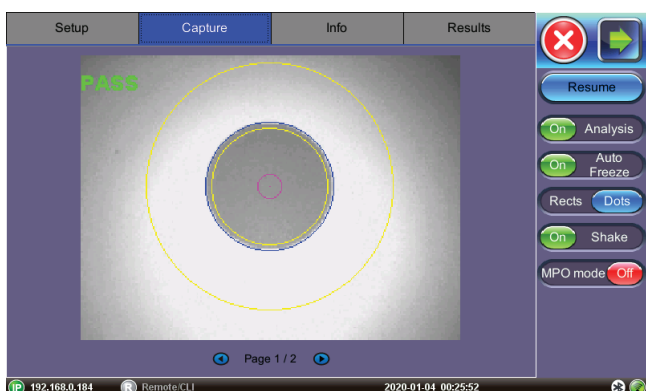 Setup
Capture
Info
Results
PASS
Resume
On Analysis
On Auto
Freeze
Rects Dots
On Shake
MPO mode Off
Page 1 / 2
IP 192.168.0.184
R Remote/CLI
2020-01-04 00:25:52